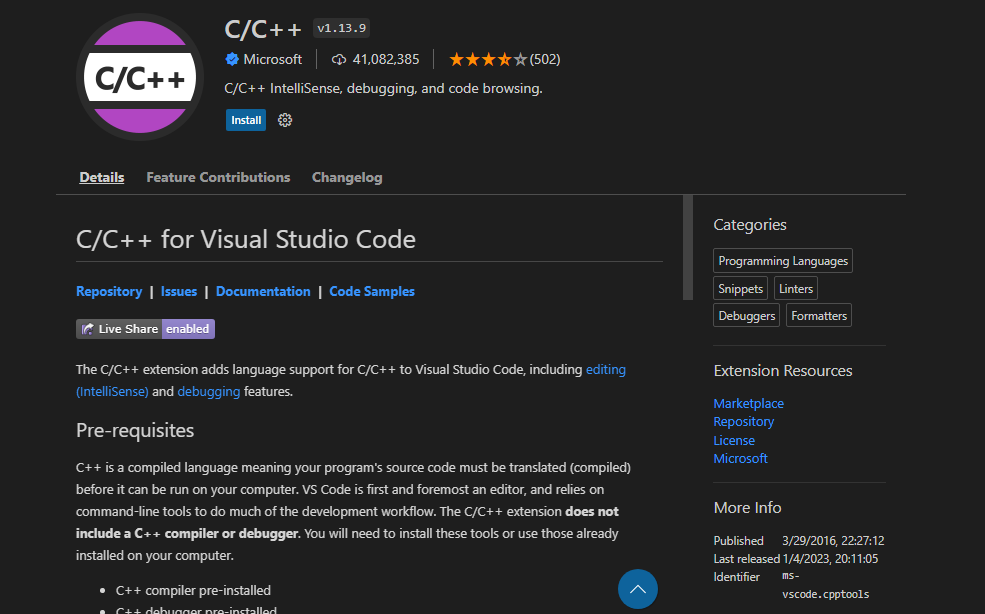 C/C++
C/C++ v1.13.9
Microsoft 41,082,385 (502)
C/C++ IntelliSense, debugging, and code browsing.
Install
Details Feature Contributions Changelog
C/C++ for Visual Studio Code
Repository | Issues | Documentation | Code Samples
Live Share enabled
The C/C++ extension adds language support for C/C++ to Visual Studio Code, including editing
(IntelliSense) and debugging features.
Pre-requisites
C++ is a compiled language meaning your program's source code must be translated (compiled)
before it can be run on your computer. VS Code is first and foremost an editor, and relies on
command-line tools to do much of the development workflow. The C/C++ extension does not
include a C++ compiler or debugger. You will need to install these tools or use those already
installed on your computer.
• C++ compiler pre-installed
• C++ debugger pre-installed
Categories
Programming Languages
Snippets Linters
Debuggers Formatters
Extension Resources
Marketplace
Repository
License
Microsoft
More Info
Published 3/29/2016, 22:27:12
Last released 1/4/2023, 20:11:05
Identifier ms-
vscode.cpptools